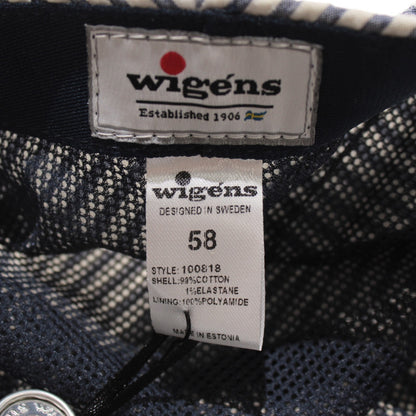 wigéns
Established 1906
wigéns
DESIGNED IN SWEDEN
58
STYLE: 100818
SHELL: 99%COTTON
1%ELASTANE
LINING: 100%POLYAMIDE
MADE IN ESTONIA